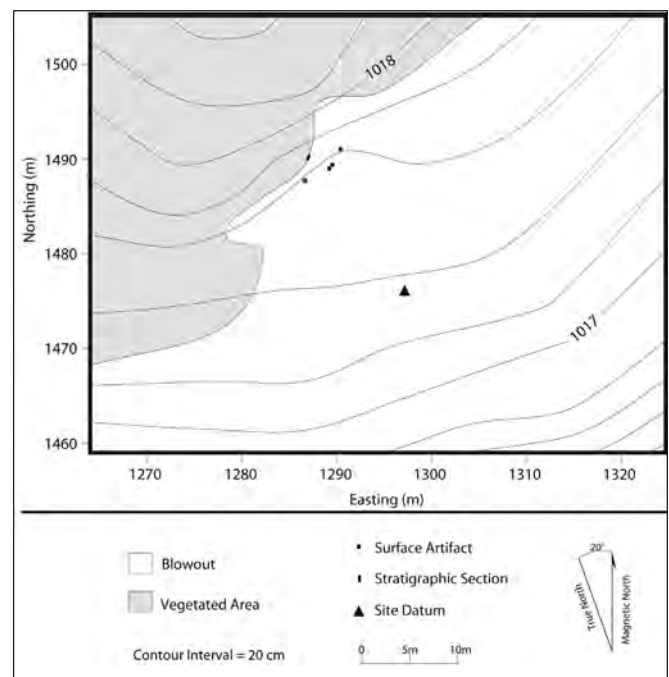 1500
1490
1480
1470
1460
Northing (m)
1018
1017
1270 1280 1290 1300 1310 1320
Easting (m)
Blowout
Vegetated Area
Contour Interval = 20 cm
Surface Artifact
Stratigraphic Section
Site Datum
0 5m 10m
20°
True North
Magnetic North